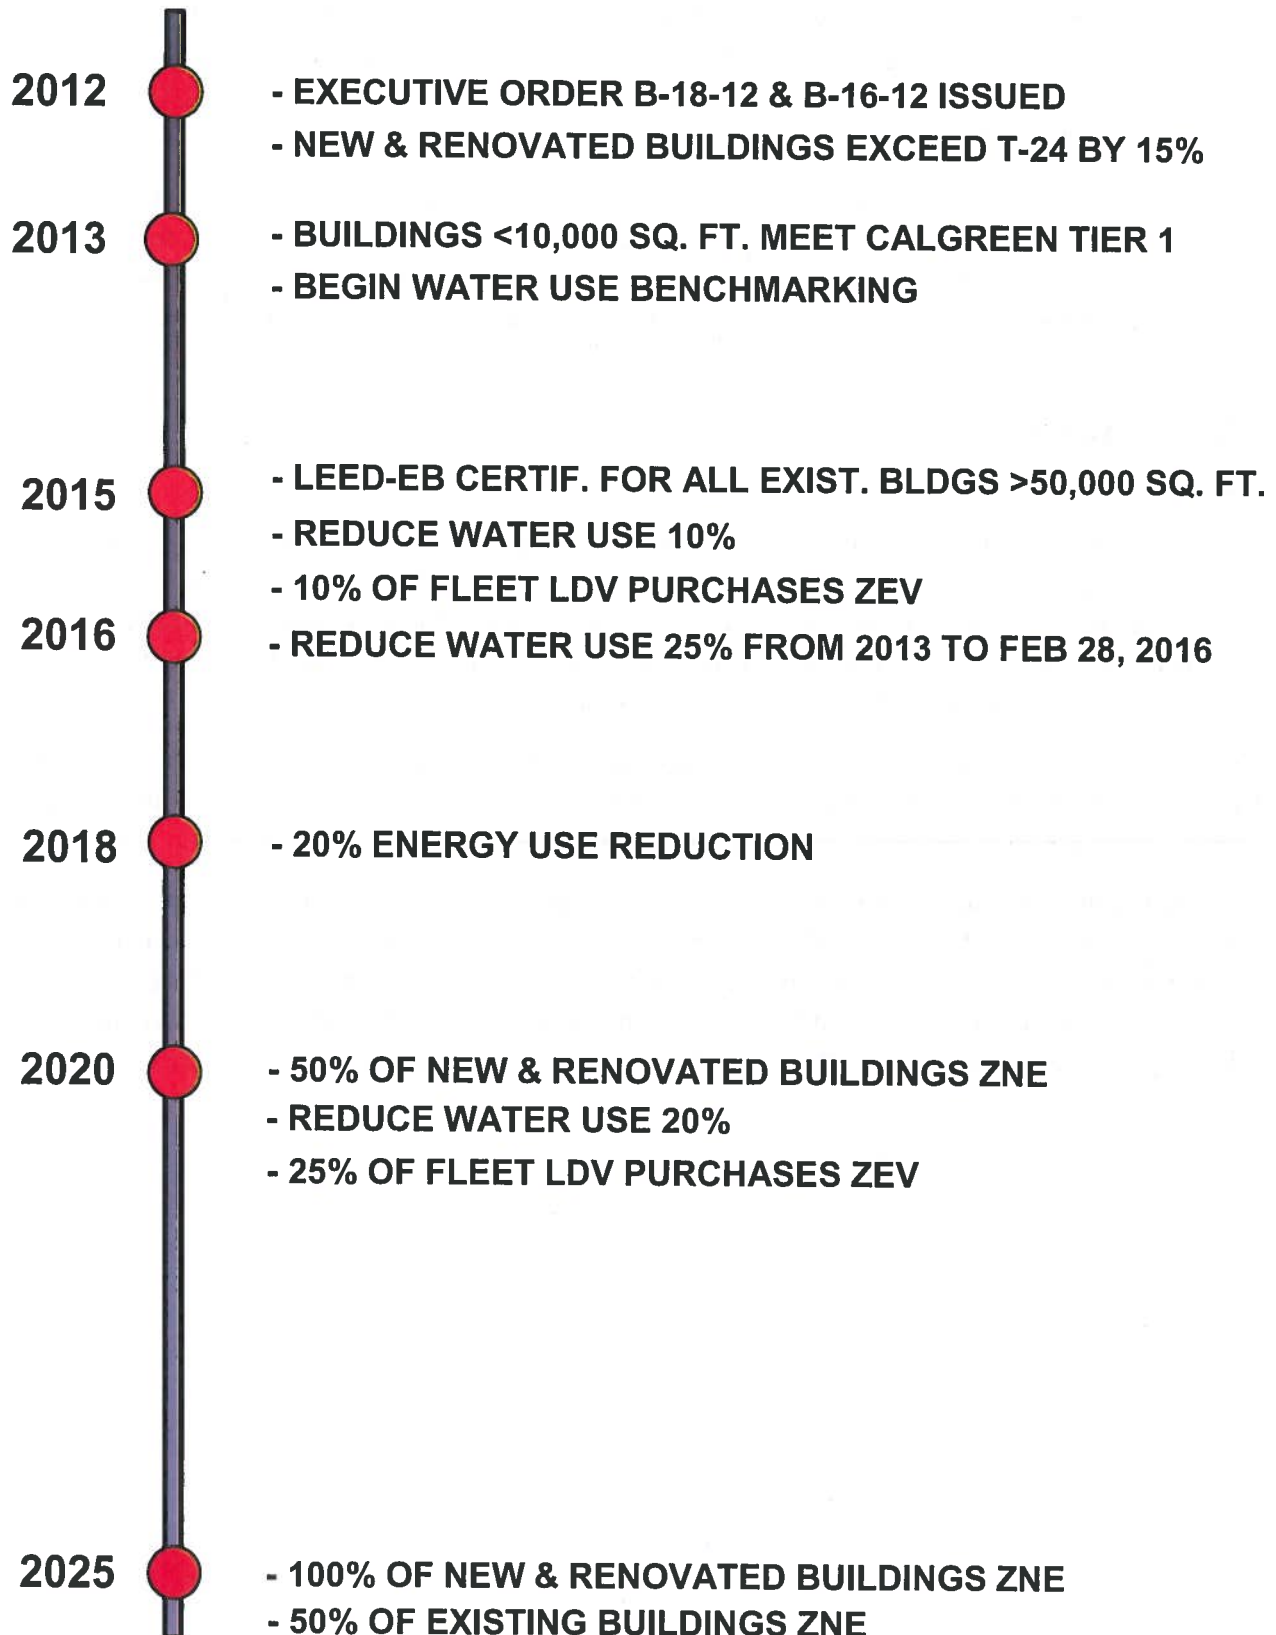 2012
- EXECUTIVE ORDER B-18-12 & B-16-12 ISSUED
- NEW & RENOVATED BUILDINGS EXCEED T-24 BY 15%
2013
- BUILDINGS <10,000 SQ. FT. MEET CALGREEN TIER 1
- BEGIN WATER USE BENCHMARKING
2015
- LEED-EB CERTIF. FOR ALL EXIST. BLDGS >50,000 SQ. FT.
- REDUCE WATER USE 10%
- 10% OF FLEET LDV PURCHASES ZEV
2016
- REDUCE WATER USE 25% FROM 2013 TO FEB 28, 2016
2018
- 20% ENERGY USE REDUCTION
2020
- 50% OF NEW & RENOVATED BUILDINGS ZNE
- REDUCE WATER USE 20%
- 25% OF FLEET LDV PURCHASES ZEV
2025
- 100% OF NEW & RENOVATED BUILDINGS ZNE
- 50% OF EXISTING BUILDINGS ZNE